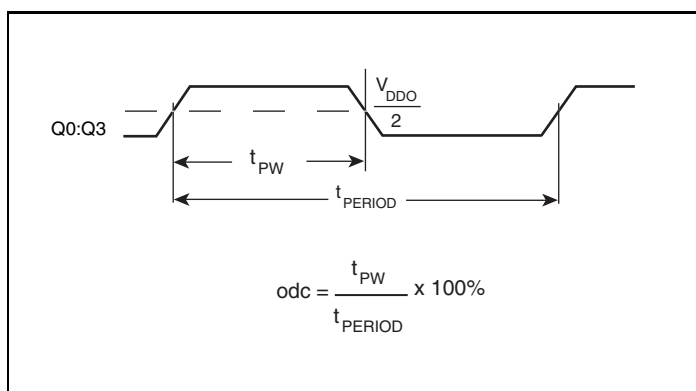 V_DDO
2
Q0:Q3
t_PW
t_PERIOD
odc = t_PW / t_PERIOD x 100%